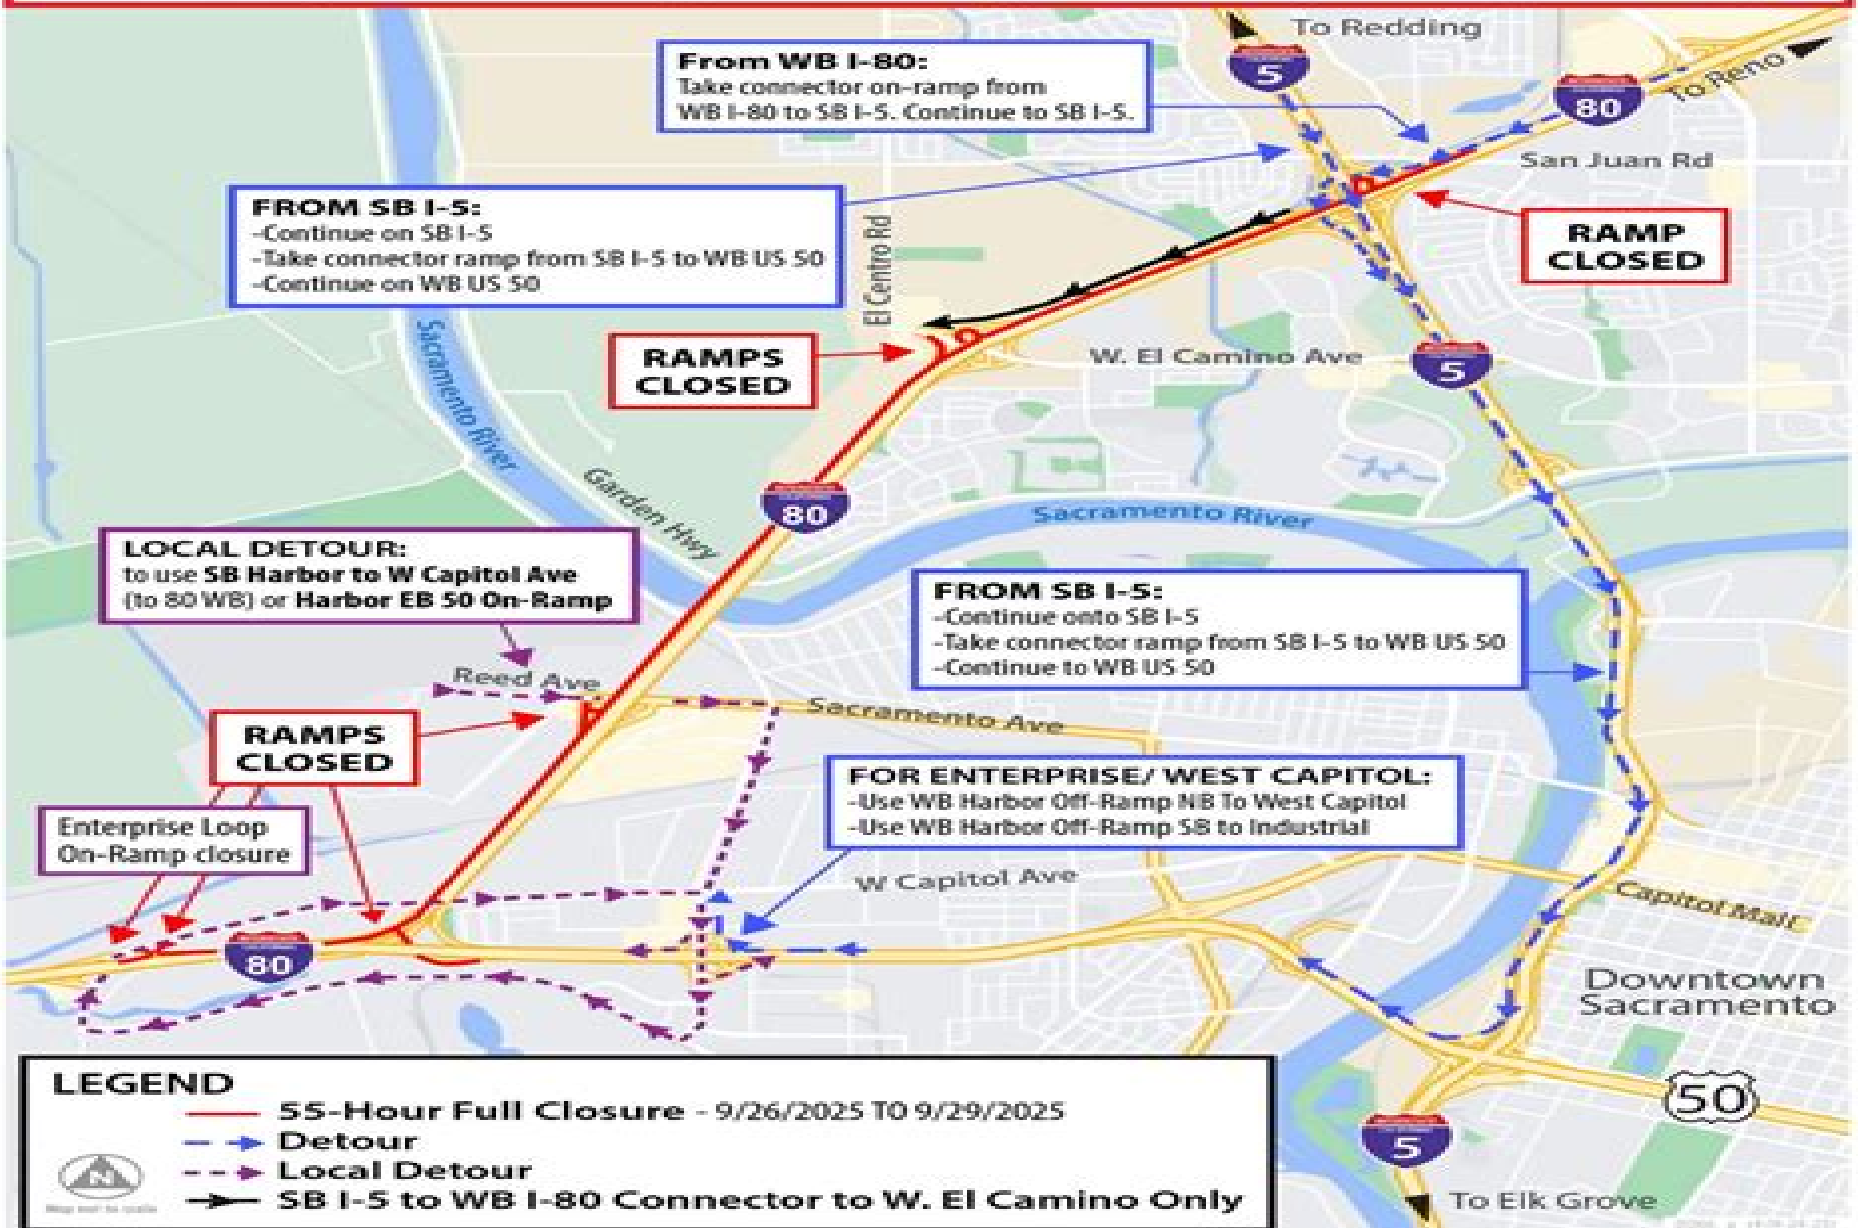 To Redding
From WB I-80:
Take connector on-ramp from
WB I-80 to SB I-5. Continue to SB I-5.
5
80
To Reno
San Juan Rd
FROM SB I-5:
-Continue on SB I-5
-Take connector ramp from SB I-5 to WB US 50
-Continue on WB US 50
El Centro Rd
RAMP
CLOSED
RAMPS
CLOSED
W. El Camino Ave
5
Sacramento River
Garden Hwy
80
Sacramento River
LOCAL DETOUR:
to use SB Harbor to W Capitol Ave
(to 80 WB) or Harbor EB 50 On-Ramp
FROM SB I-5:
-Continue onto SB I-5
-Take connector ramp from SB I-5 to WB US 50
-Continue to WB US 50
Reed Ave
Sacramento Ave
RAMPS
CLOSED
FOR ENTERPRISE/ WEST CAPITOL:
-Use WB Harbor Off-Ramp NB To West Capitol
-Use WB Harbor Off-Ramp SB to Industrial
Enterprise Loop
On-Ramp closure
W Capitol Ave
Capitol Mall
80
Downtown
Sacramento
50
5
To Elk Grove
LEGEND
55-Hour Full Closure - 9/26/2025 TO 9/29/2025
Detour
Local Detour
SB I-5 to WB I-80 Connector to W. El Camino Only
N
Map not to scale